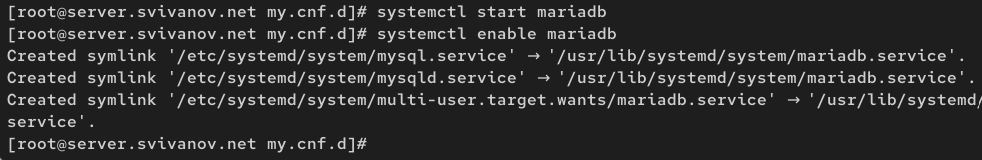 [root@server.svivanov.net my.cnf.d]# systemctl start mariadb
[root@server.svivanov.net my.cnf.d]# systemctl enable mariadb
Created symlink '/etc/systemd/system/mysql.service' → '/usr/lib/systemd/system/mariadb.service'.
Created symlink '/etc/systemd/system/mysqld.service' → '/usr/lib/systemd/system/mariadb.service'.
Created symlink '/etc/systemd/system/multi-user.target.wants/mariadb.service' → '/usr/lib/systemd/
service'.
[root@server.svivanov.net my.cnf.d]#